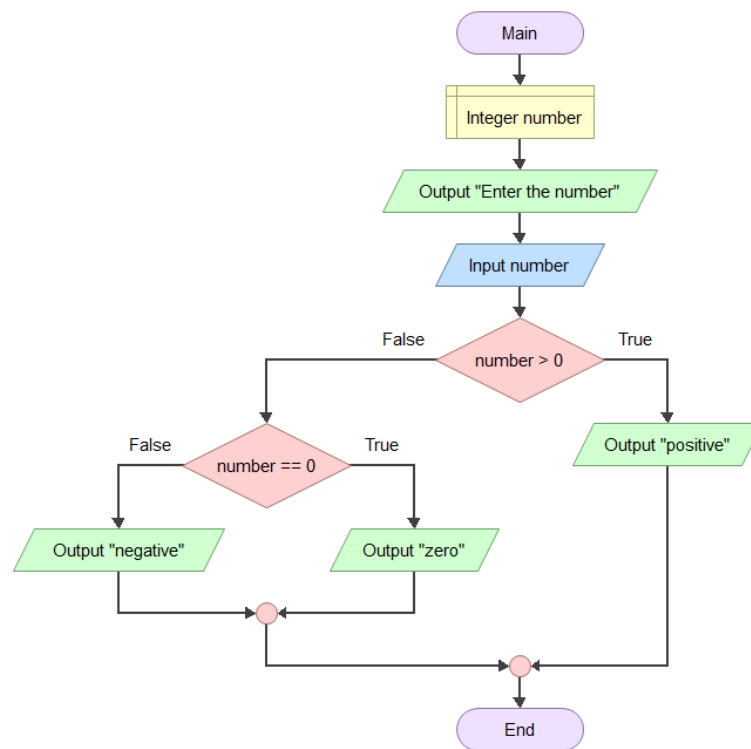 Main
Integer number
Output "Enter the number"
Input number
False
True
number > 0
False
True
number == 0
Output "positive"
Output "negative"
Output "zero"
End